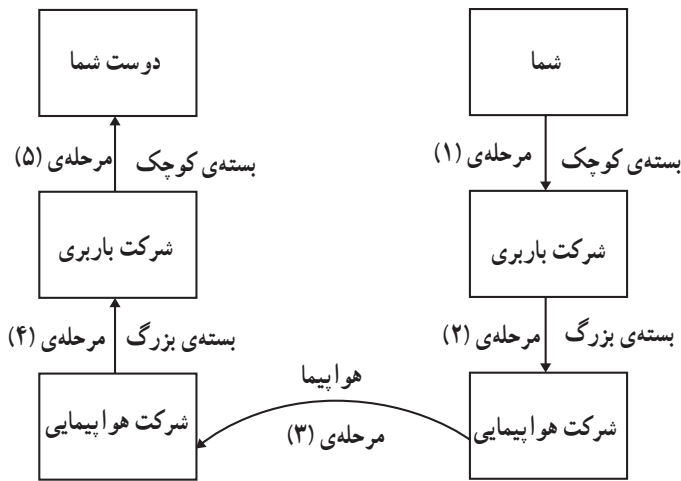 شما
مرحله‌ی (۱) بسته‌ی کوچک
شرکت باربری
مرحله‌ی (۲) بسته‌ی بزرگ
شرکت هواپیمایی
هواپیما
مرحله‌ی (۳)
شرکت هواپیمایی
مرحله‌ی (۴) بسته‌ی بزرگ
شرکت باربری
مرحله‌ی (۵) بسته‌ی کوچک
دوست شما